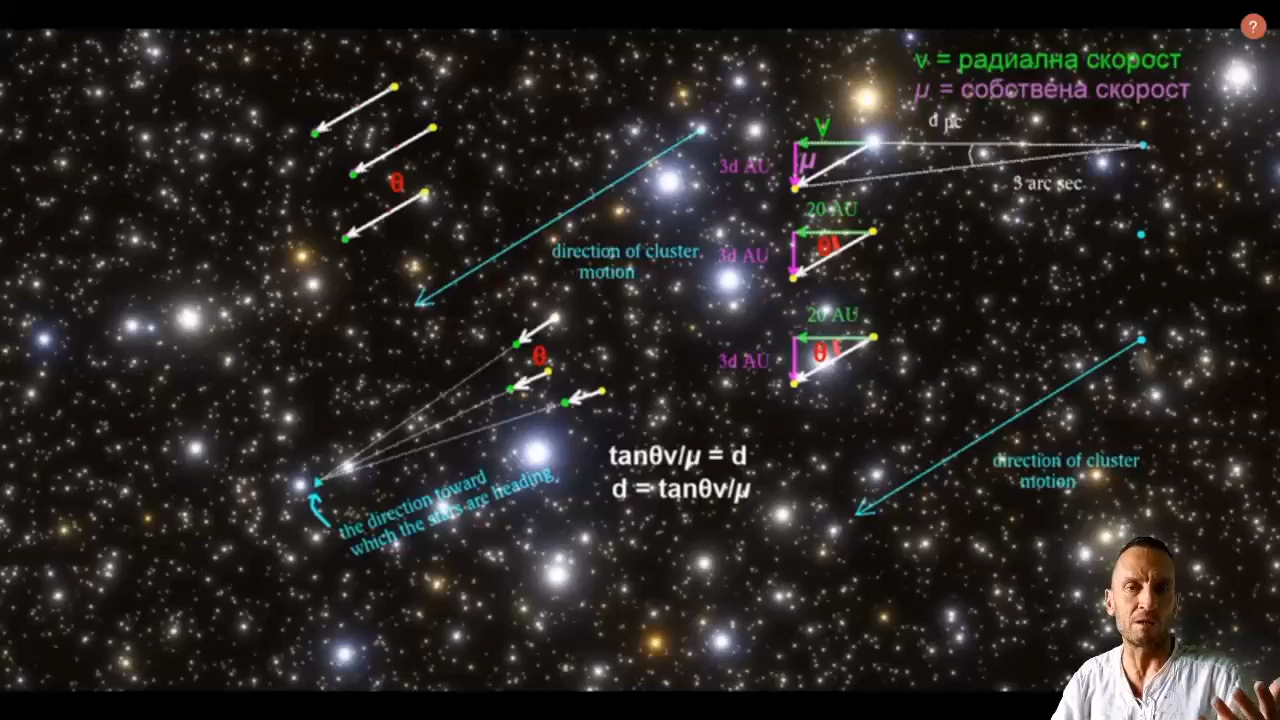 ?
v = радиална скорост
μ = собствена скорост
d pc
v
3d AU
μ
3 arc sec
θ
20 AU
direction of cluster
motion
3d AU
θ
20 AU
3d AU
θ
θ
tanθv/μ = d
d = tanθv/μ
direction of cluster
motion
the direction toward
which the stars are heading